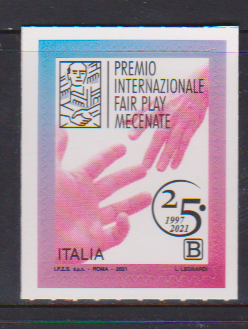 PREMIO
INTERNAZIONALE
FAIR PLAY
MECENATE
25.
1997
2021
ITALIA
B
I.P.Z.S. S.p.A. - ROMA - 2021
L. LEONARDI